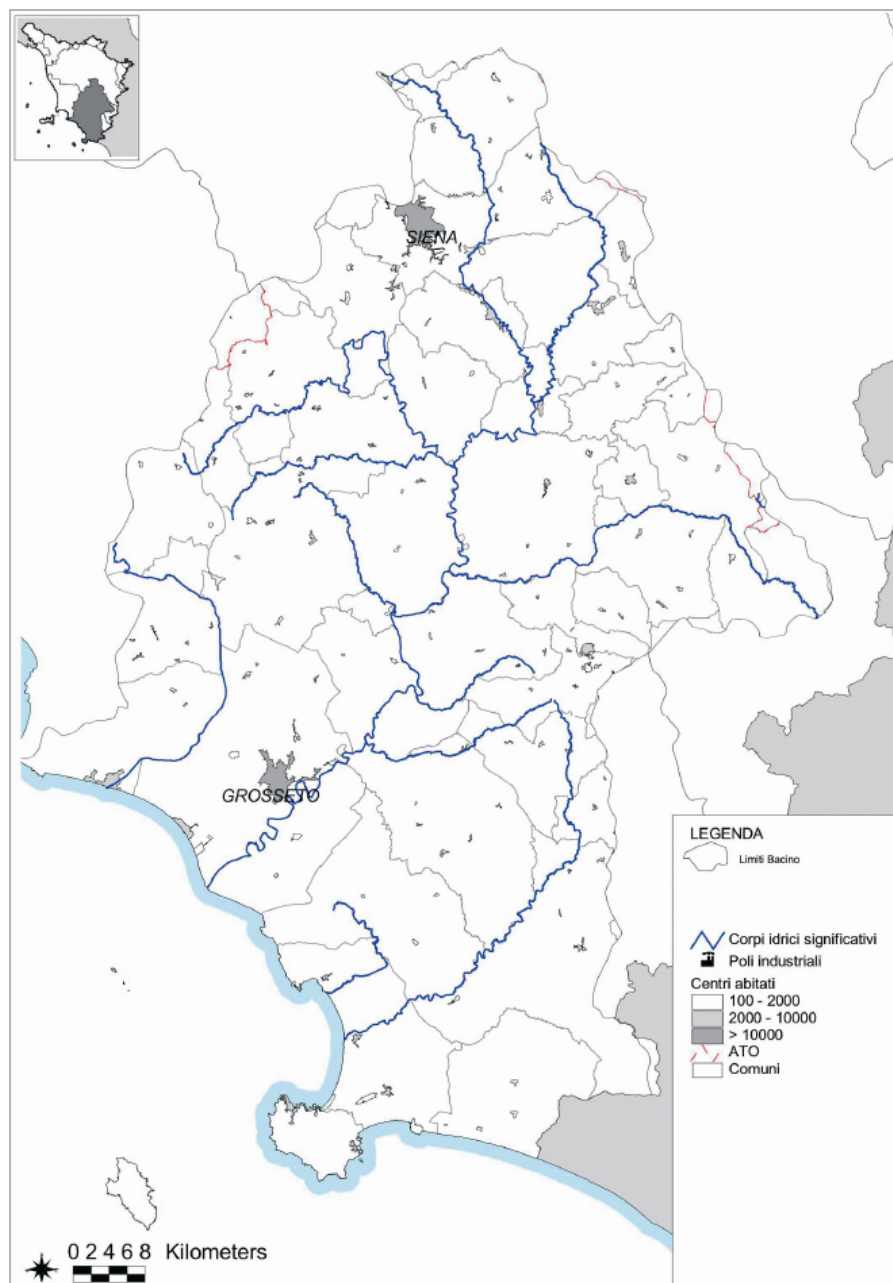 SIENA
GROSSETO
LEGENDA
Limiti Bacino
Corpi idrici significativi
Poli industriali
Centri abitati
100 - 2000
2000 - 10000
> 10000
ATO
Comuni
0 2 4 6 8 Kilometers